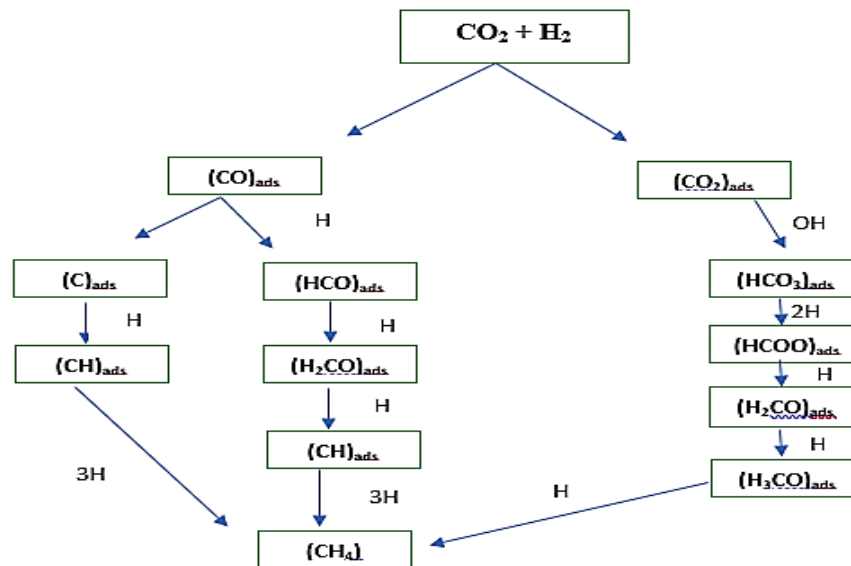 CO₂ + H₂
(CO)ads
(CO₂)ads
H
OH
(C)ads
(HCO)ads
(HCO₃)ads
H
H
2H
(CH)ads
(H₂CO)ads
(HCOO)ads
H
H
(H₂CO)ads
(CH)ads
H
3H
3H
H
(H₃CO)ads
(CH₄)